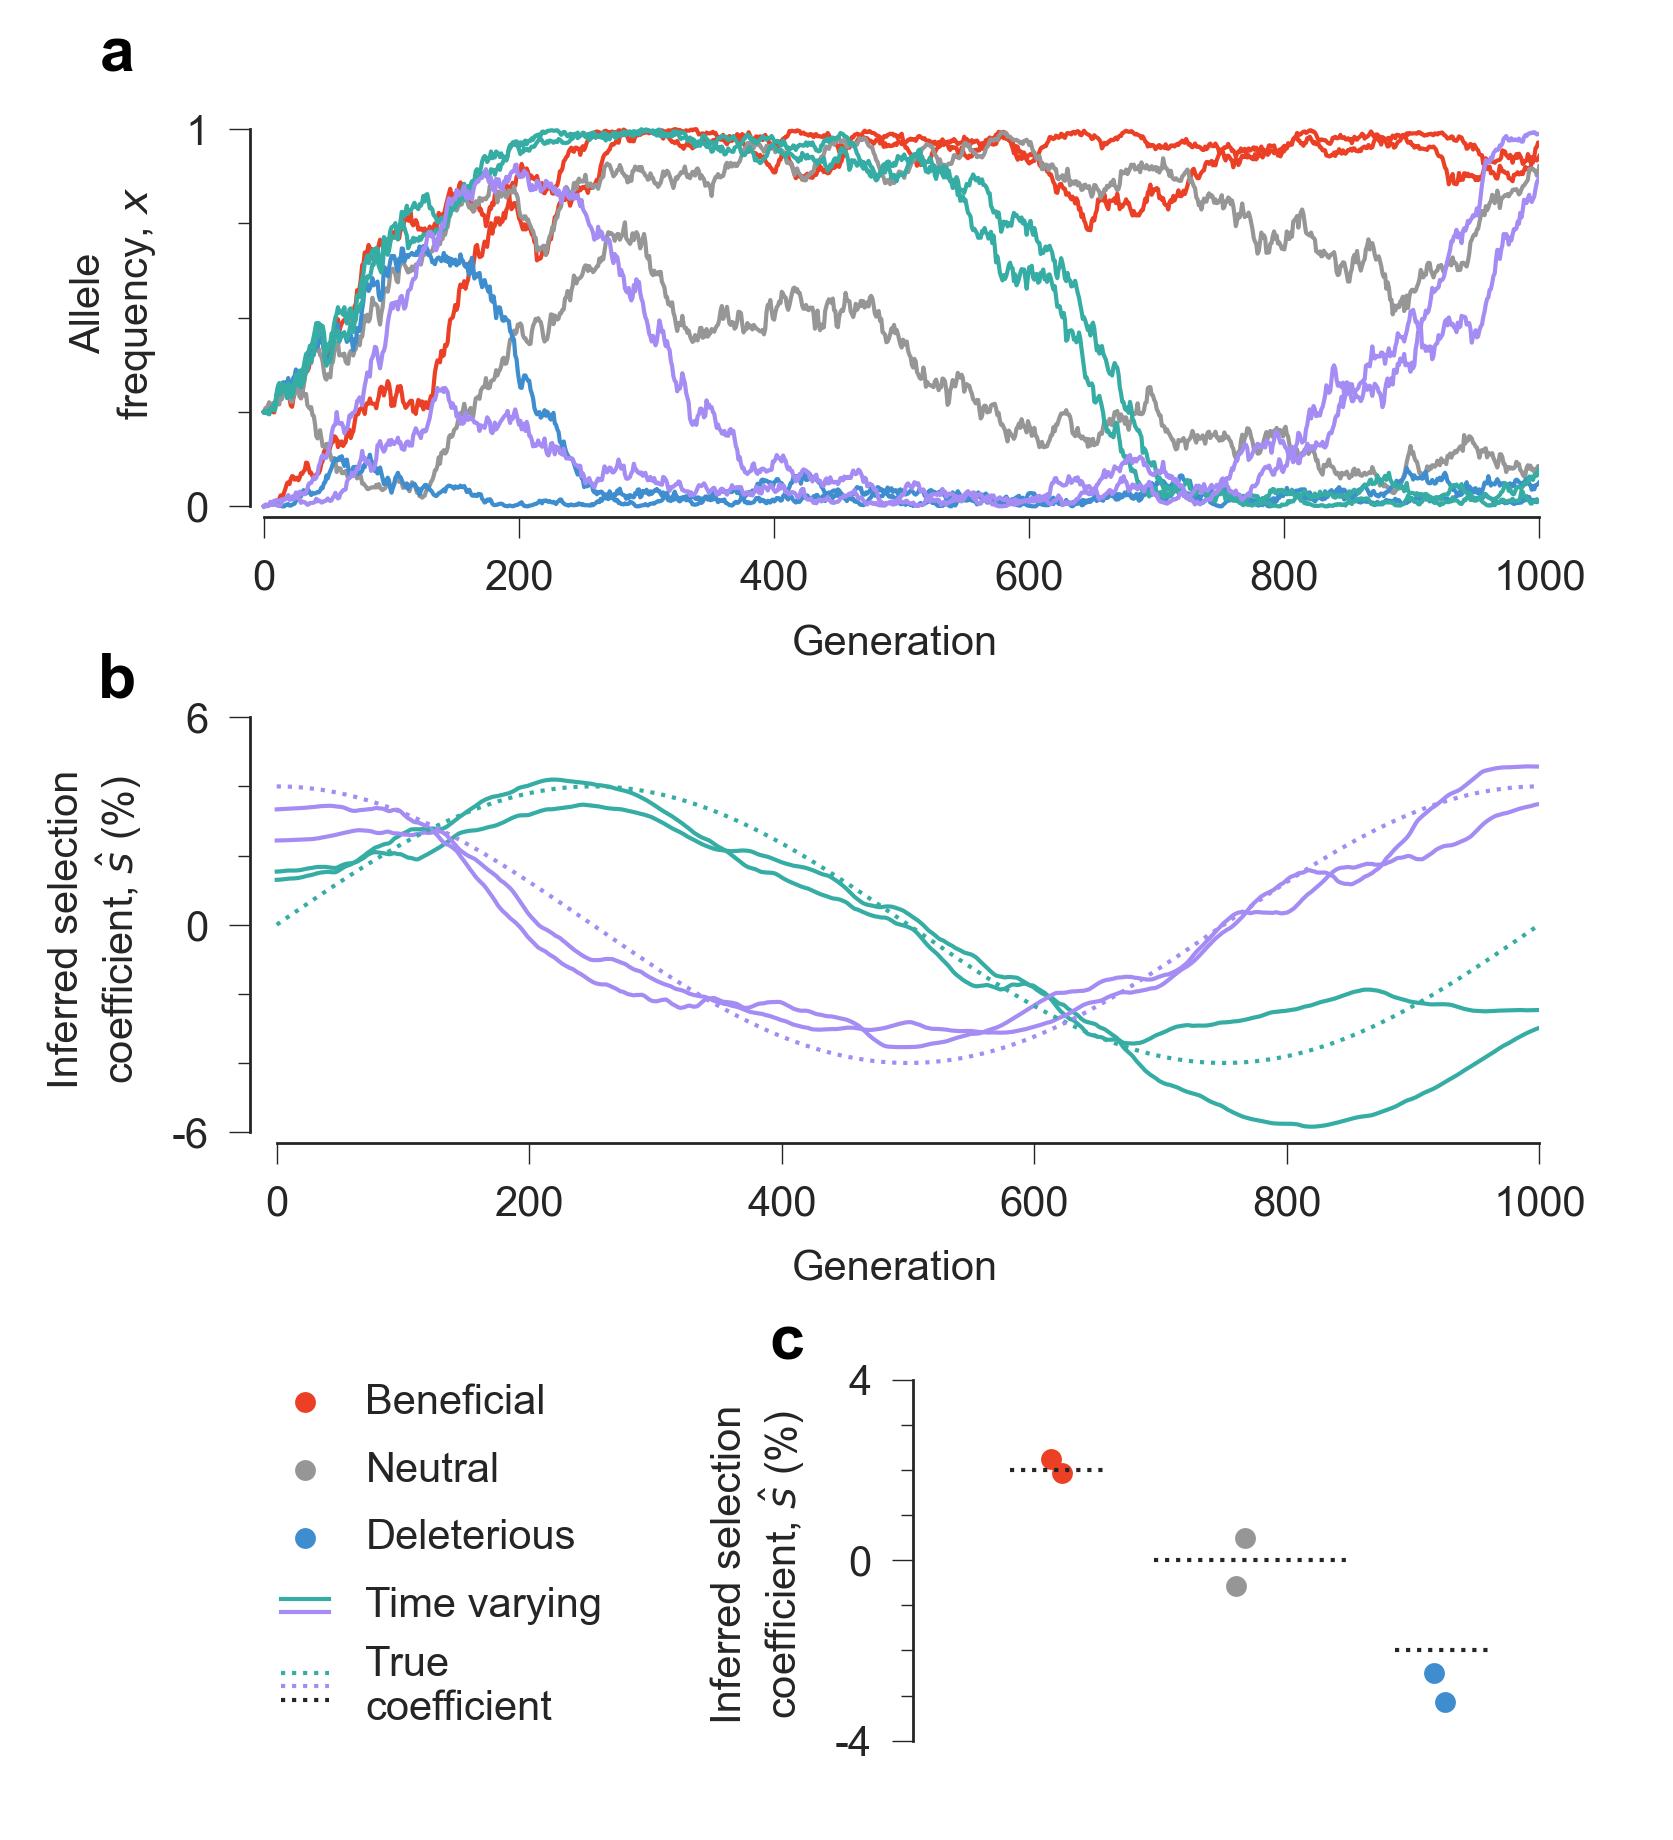 a
1
0
Allele
frequency, x
0 200 400 600 800 1000
Generation
b
6
0
-6
Inferred selection
coefficient, ŝ (%)
0 200 400 600 800 1000
Generation
Beneficial
Neutral
Deleterious
Time varying
True
coefficient
c
4
0
-4
Inferred selection
coefficient, ŝ (%)